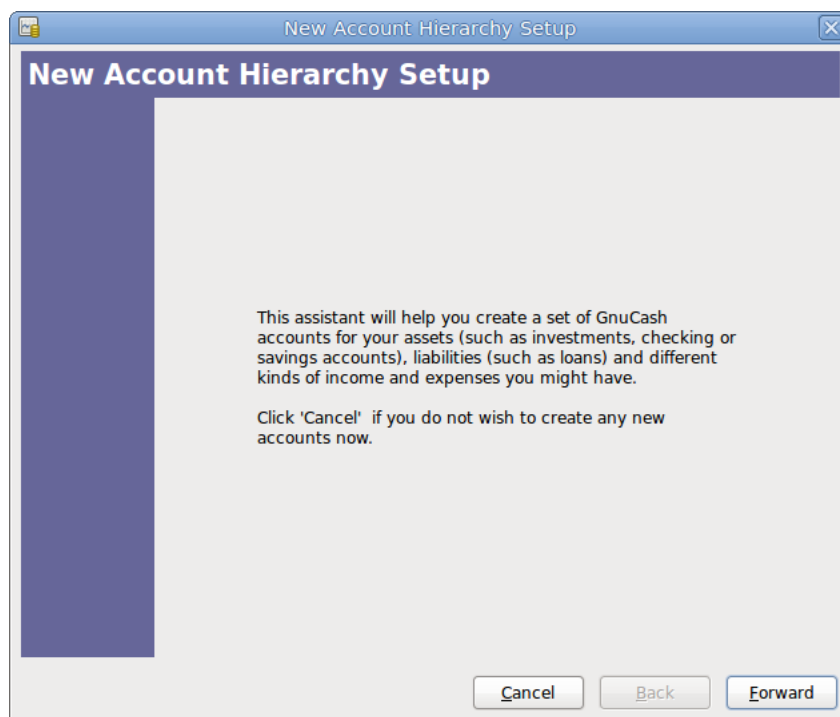 New Account Hierarchy Setup
New Account Hierarchy Setup
This assistant will help you create a set of GnuCash
accounts for your assets (such as investments, checking or
savings accounts), liabilities (such as loans) and different
kinds of income and expenses you might have.
Click 'Cancel'  if you do not wish to create any new
accounts now.
Cancel
Back
Forward